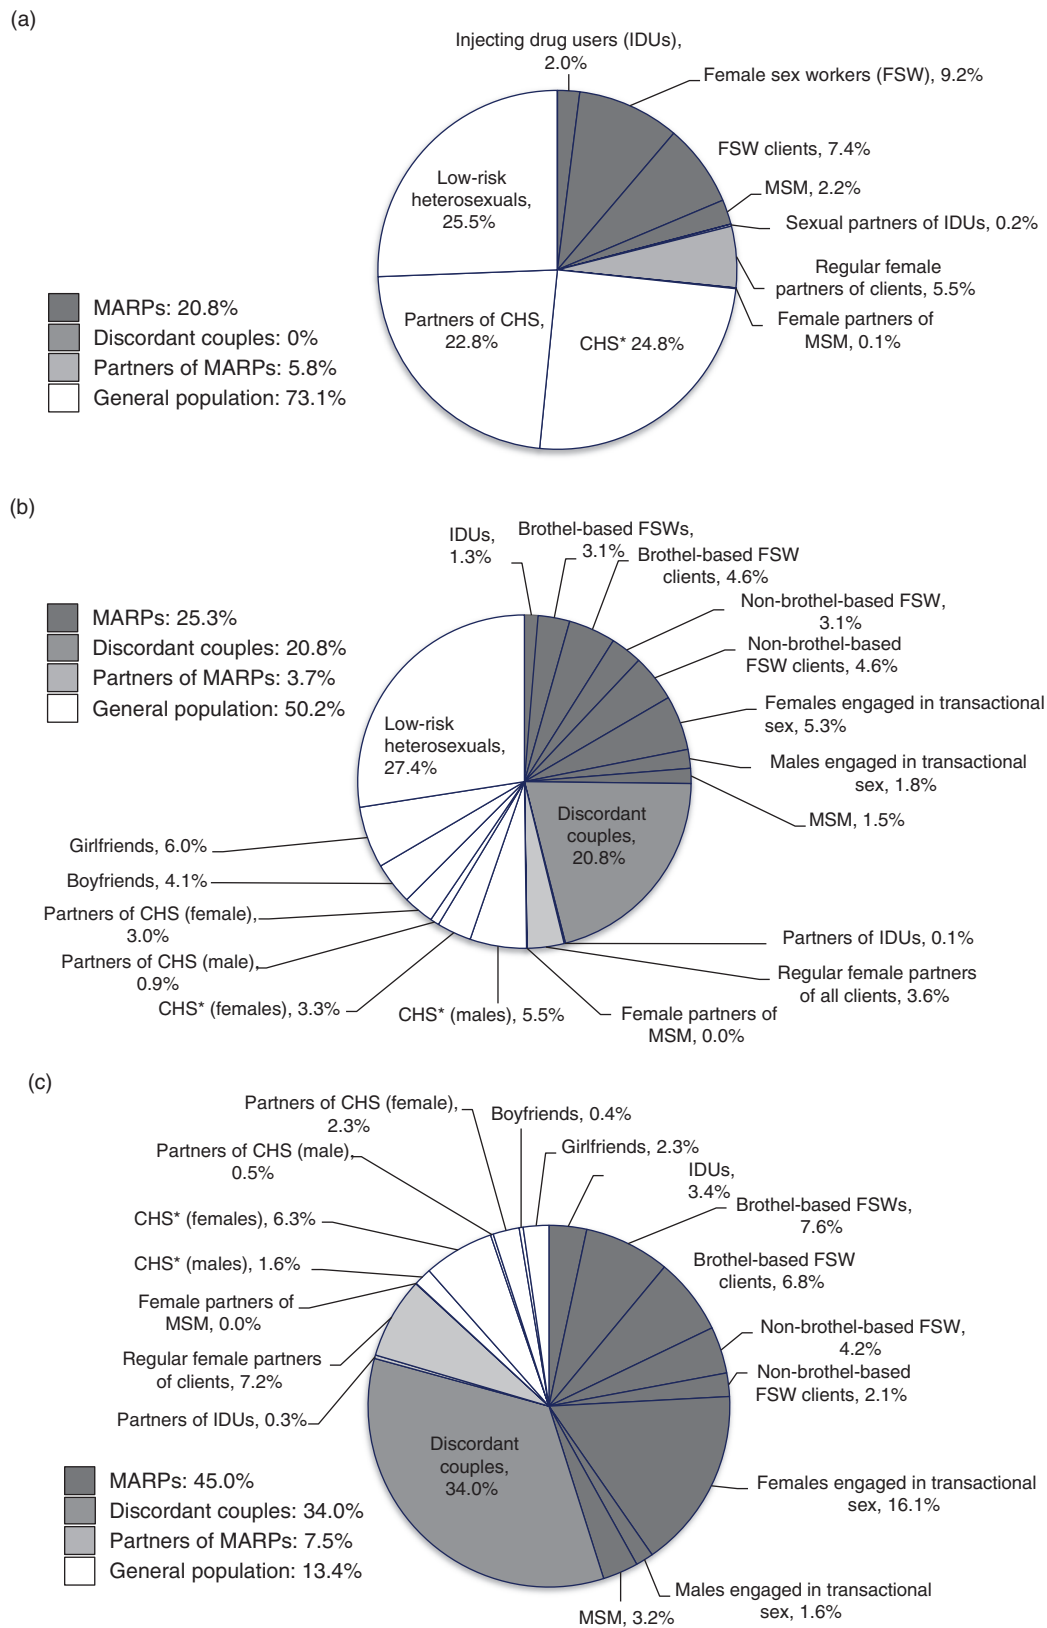 (a)
Injecting drug users (IDUs),
2.0%
Female sex workers (FSW), 9.2%
FSW clients, 7.4%
MSM, 2.2%
Sexual partners of IDUs, 0.2%
Regular female
partners of clients, 5.5%
Female partners of
MSM, 0.1%
CHS* 24.8%
Partners of CHS,
22.8%
Low-risk
heterosexuals,
25.5%
MARPs: 20.8%
Discordant couples: 0%
Partners of MARPs: 5.8%
General population: 73.1%
(b)
IDUs,
1.3%
Brothel-based FSWs,
3.1%
Brothel-based FSW
clients, 4.6%
Non-brothel-based FSW,
3.1%
Non-brothel-based
FSW clients, 4.6%
Females engaged in transactional
sex, 5.3%
Males engaged in transactional
sex, 1.8%
MSM, 1.5%
Discordant
couples,
20.8%
Partners of IDUs, 0.1%
Regular female partners
of all clients, 3.6%
Female partners of
MSM, 0.0%
CHS* (males), 5.5%
CHS* (females), 3.3%
Partners of CHS (male),
0.9%
Partners of CHS (female),
3.0%
Boyfriends, 4.1%
Girlfriends, 6.0%
Low-risk
heterosexuals,
27.4%
MARPs: 25.3%
Discordant couples: 20.8%
Partners of MARPs: 3.7%
General population: 50.2%
(c)
IDUs,
3.4%
Brothel-based FSWs,
7.6%
Brothel-based FSW
clients, 6.8%
Non-brothel-based FSW,
4.2%
Non-brothel-based
FSW clients, 2.1%
Females engaged in transactional
sex, 16.1%
Males engaged in transactional
sex, 1.6%
MSM, 3.2%
Discordant
couples,
34.0%
Partners of IDUs, 0.3%
Regular female partners
of clients, 7.2%
Female partners of
MSM, 0.0%
CHS* (males), 1.6%
CHS* (females), 6.3%
Partners of CHS (male),
0.5%
Partners of CHS (female),
2.3%
Boyfriends, 0.4%
Girlfriends, 2.3%
MARPs: 45.0%
Discordant couples: 34.0%
Partners of MARPs: 7.5%
General population: 13.4%